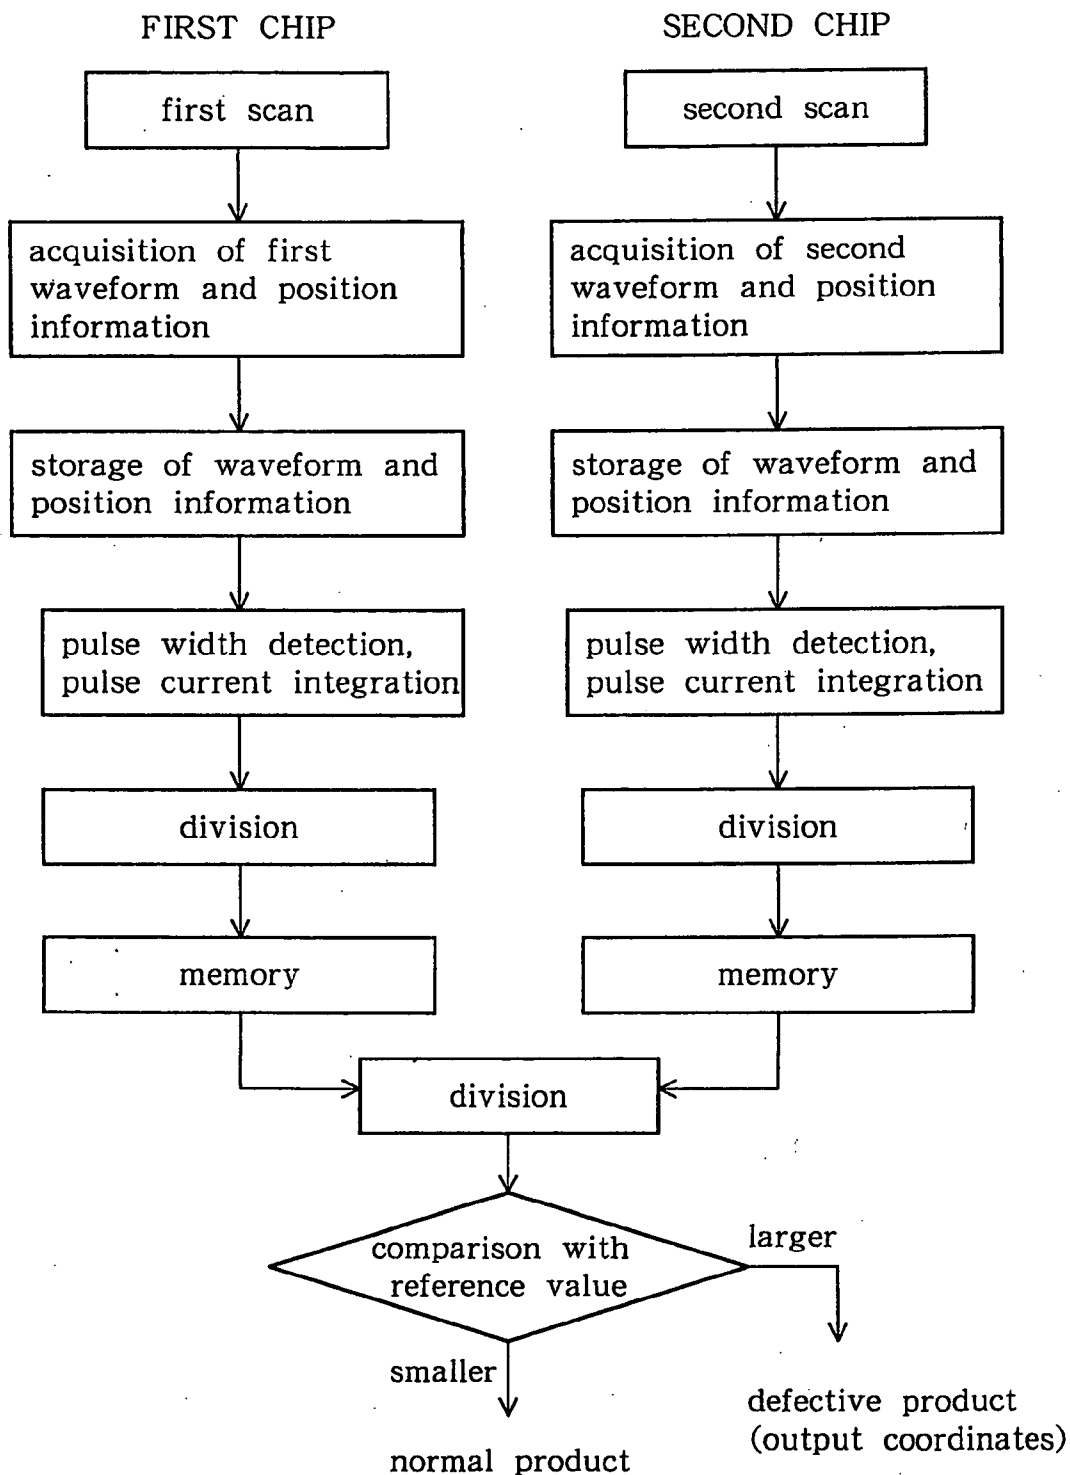 FIRST CHIP
first scan
acquisition of first
waveform and position
information
storage of waveform and
position information
pulse width detection,
pulse current integration
division
memory
SECOND CHIP
second scan
acquisition of second
waveform and position
information
storage of waveform and
position information
pulse width detection,
pulse current integration
division
memory
division
comparison with
reference value
larger
smaller
defective product
(output coordinates)
normal product